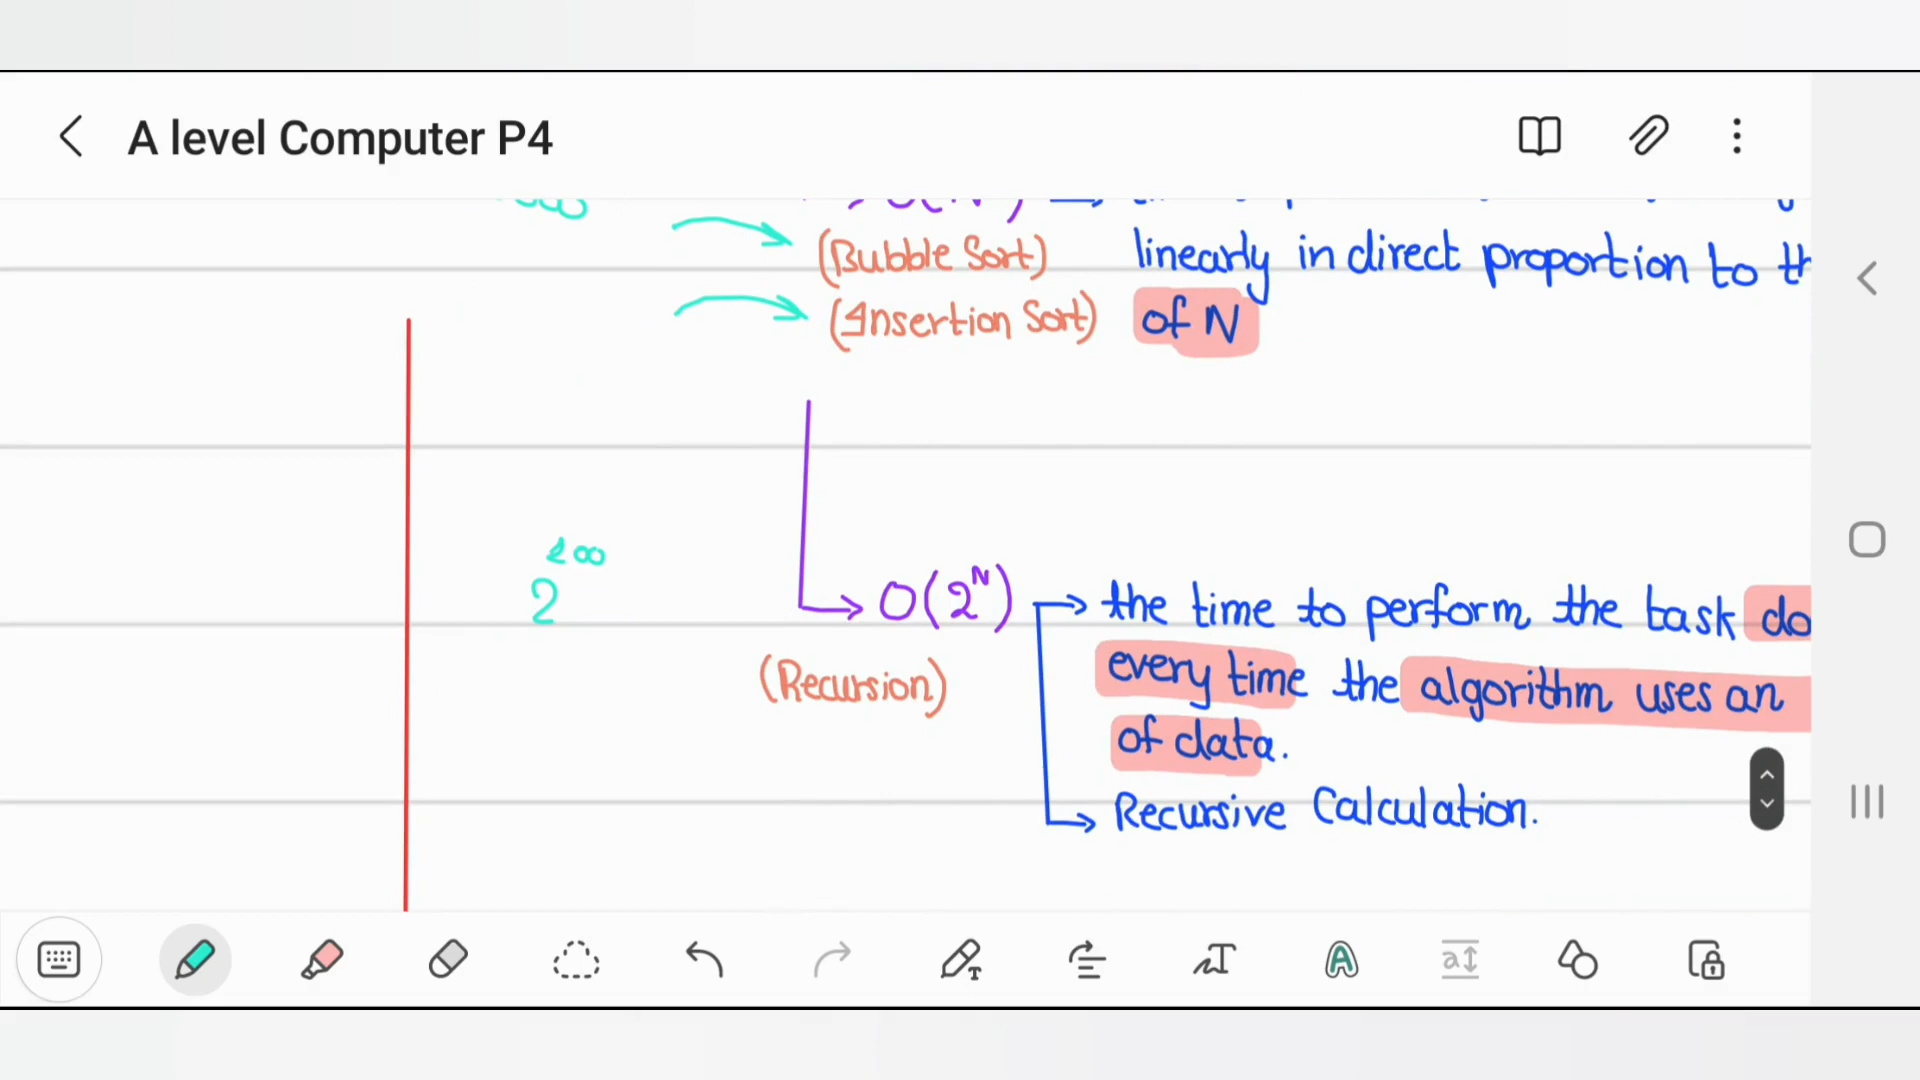 A level Computer P4
(Bubble Sort)
linearly in direct proportion to th
(Insertion Sort)
of N
2^100
O(2^N)
the time to perform the task do
(Recursion)
every time the algorithm uses an
of data.
Recursive Calculation.